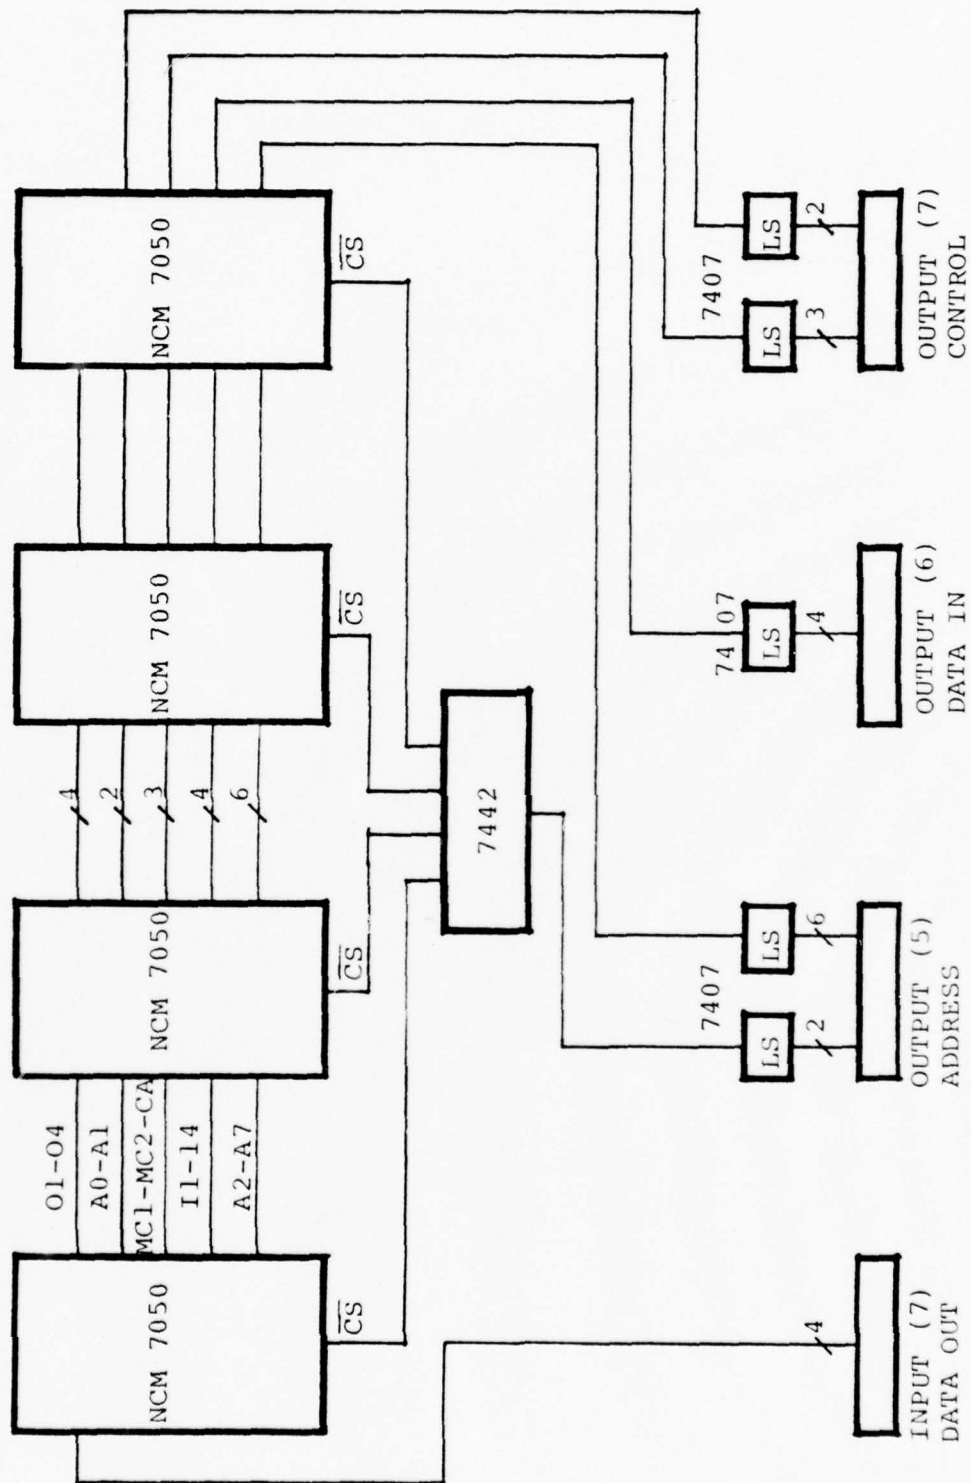 NCM 7050
O1-O4
A0-A1
MC1-MC2-CA
I1-14
A2-A7
NCM 7050
4
2
3
4
6
NCM 7050
NCM 7050
CS
CS
CS
CS
7442
7407
74 07
7407
LS
LS
LS
LS
LS
4
2
6
4
3
2
INPUT (7)
DATA OUT
OUTPUT (5)
ADDRESS
OUTPUT (6)
DATA IN
OUTPUT (7)
CONTROL